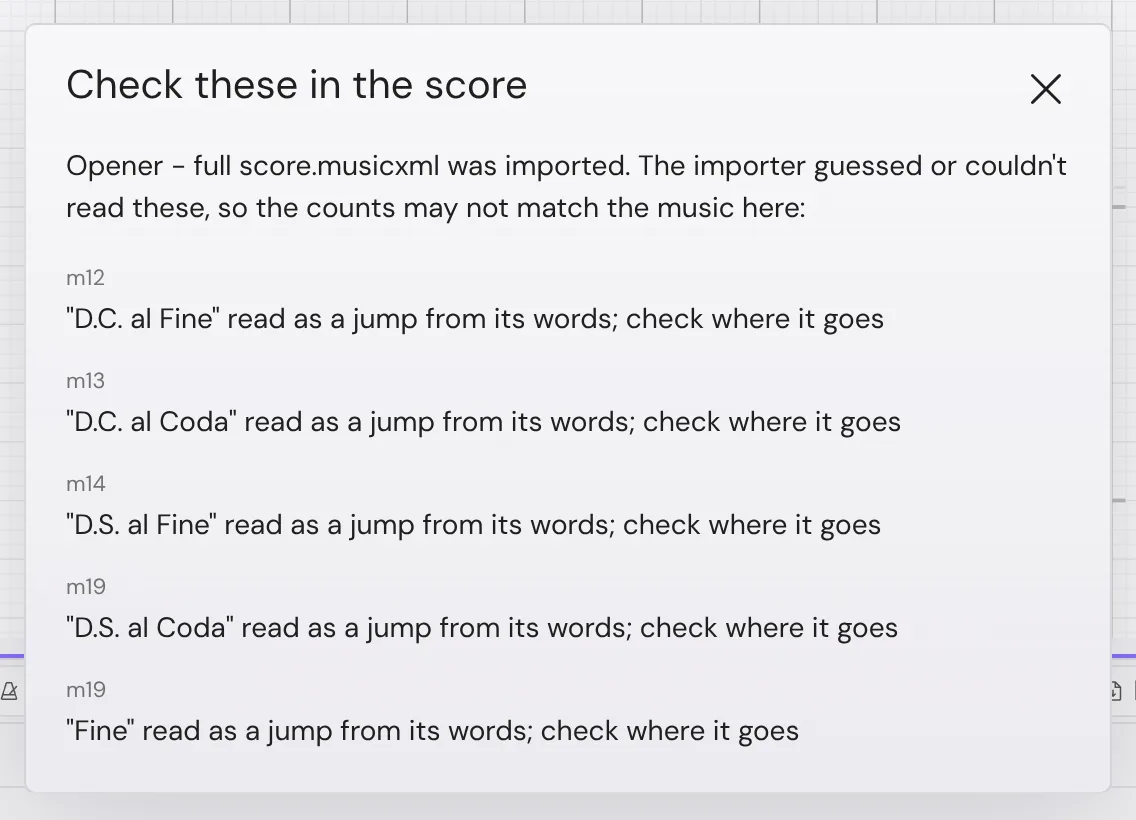 Check these in the score
Opener – full score.musicxml was imported. The importer guessed or couldn't
read these, so the counts may not match the music here:
m12
"D.C. al Fine" read as a jump from its words; check where it goes
m13
"D.C. al Coda" read as a jump from its words; check where it goes
m14
"D.S. al Fine" read as a jump from its words; check where it goes
m19
"D.S. al Coda" read as a jump from its words; check where it goes
m19
"Fine" read as a jump from its words; check where it goes